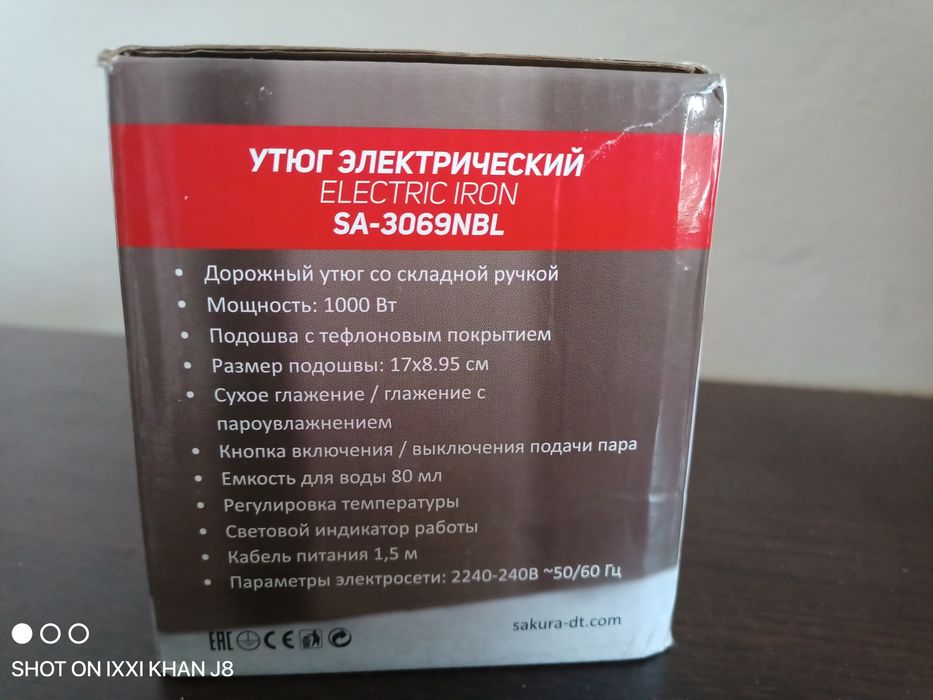 УТЮГ ЭЛЕКТРИЧЕСКИЙ
ELECTRIC IRON
SA-3069NBL
• Дорожный утюг со складной ручкой
• Мощность: 1000 Вт
• Подошва с тефлоновым покрытием
• Размер подошвы: 17x8.95 см
• Сухое глажение / глажение с
пароувлажнением
• Кнопка включения / выключения подачи пара
• Емкость для воды 80 мл
• Регулировка температуры
• Световой индикатор работы
• Кабель питания 1,5 м
• Параметры электросети: 2240-240В ~50/60 Гц
EAC CE
sakura-dt.com
SHOT ON IXXI KHAN J8